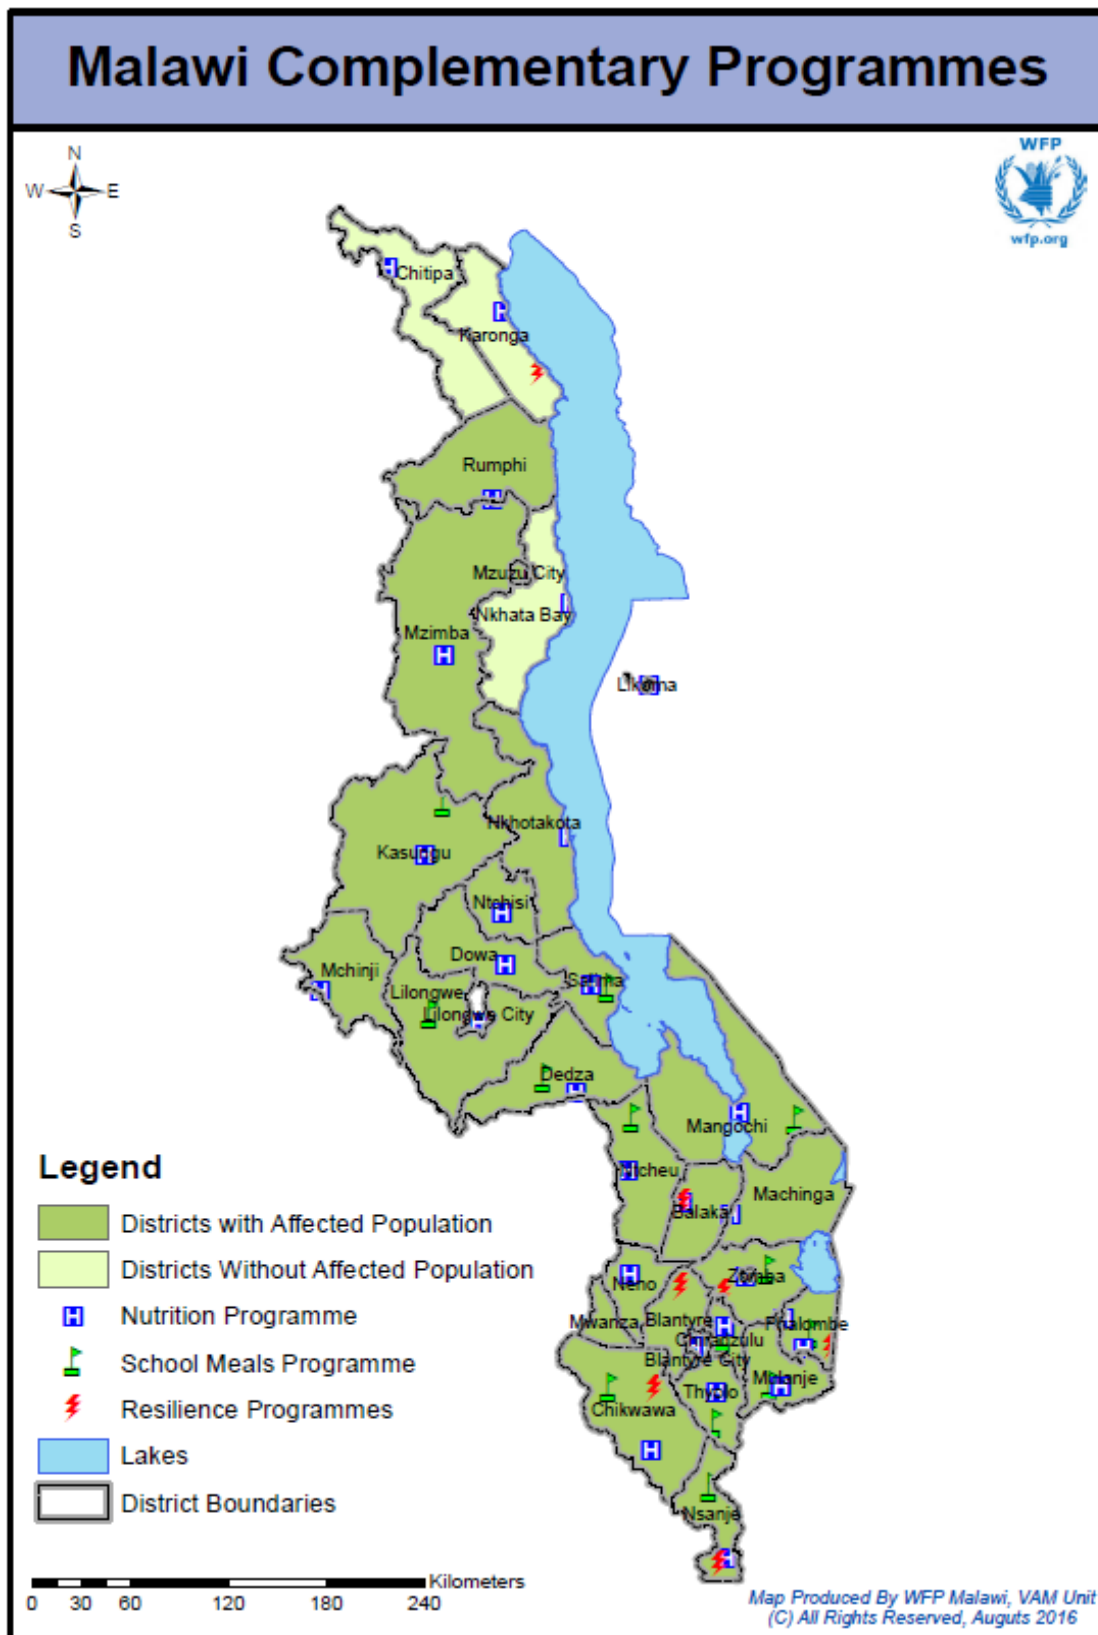 Malawi Complementary Programmes
N
W E
S
WFP
wfp.org
Chitipa
Karonga
Rumphi
Mzuzu City
Nkhata Bay
Mzimba
Likoma
Nkhotakota
Kasungu
Ntchisi
Dowa
Mchinji
Salima
Lilongwe
Lilongwe City
Dedza
Mangochi
Ntcheu
Machinga
Balaka
Zomba
Neno
Mwanza
Blantyre
Phalombe
Chiradzulu
Blantyre City
Mulanje
Thyolo
Chikwawa
Nsanje
Legend
Districts with Affected Population
Districts Without Affected Population
H Nutrition Programme
School Meals Programme
Resilience Programmes
Lakes
District Boundaries
Kilometers
0 30 60 120 180 240
Map Produced By WFP Malawi, VAM Unit
(C) All Rights Reserved, Auguts 2016